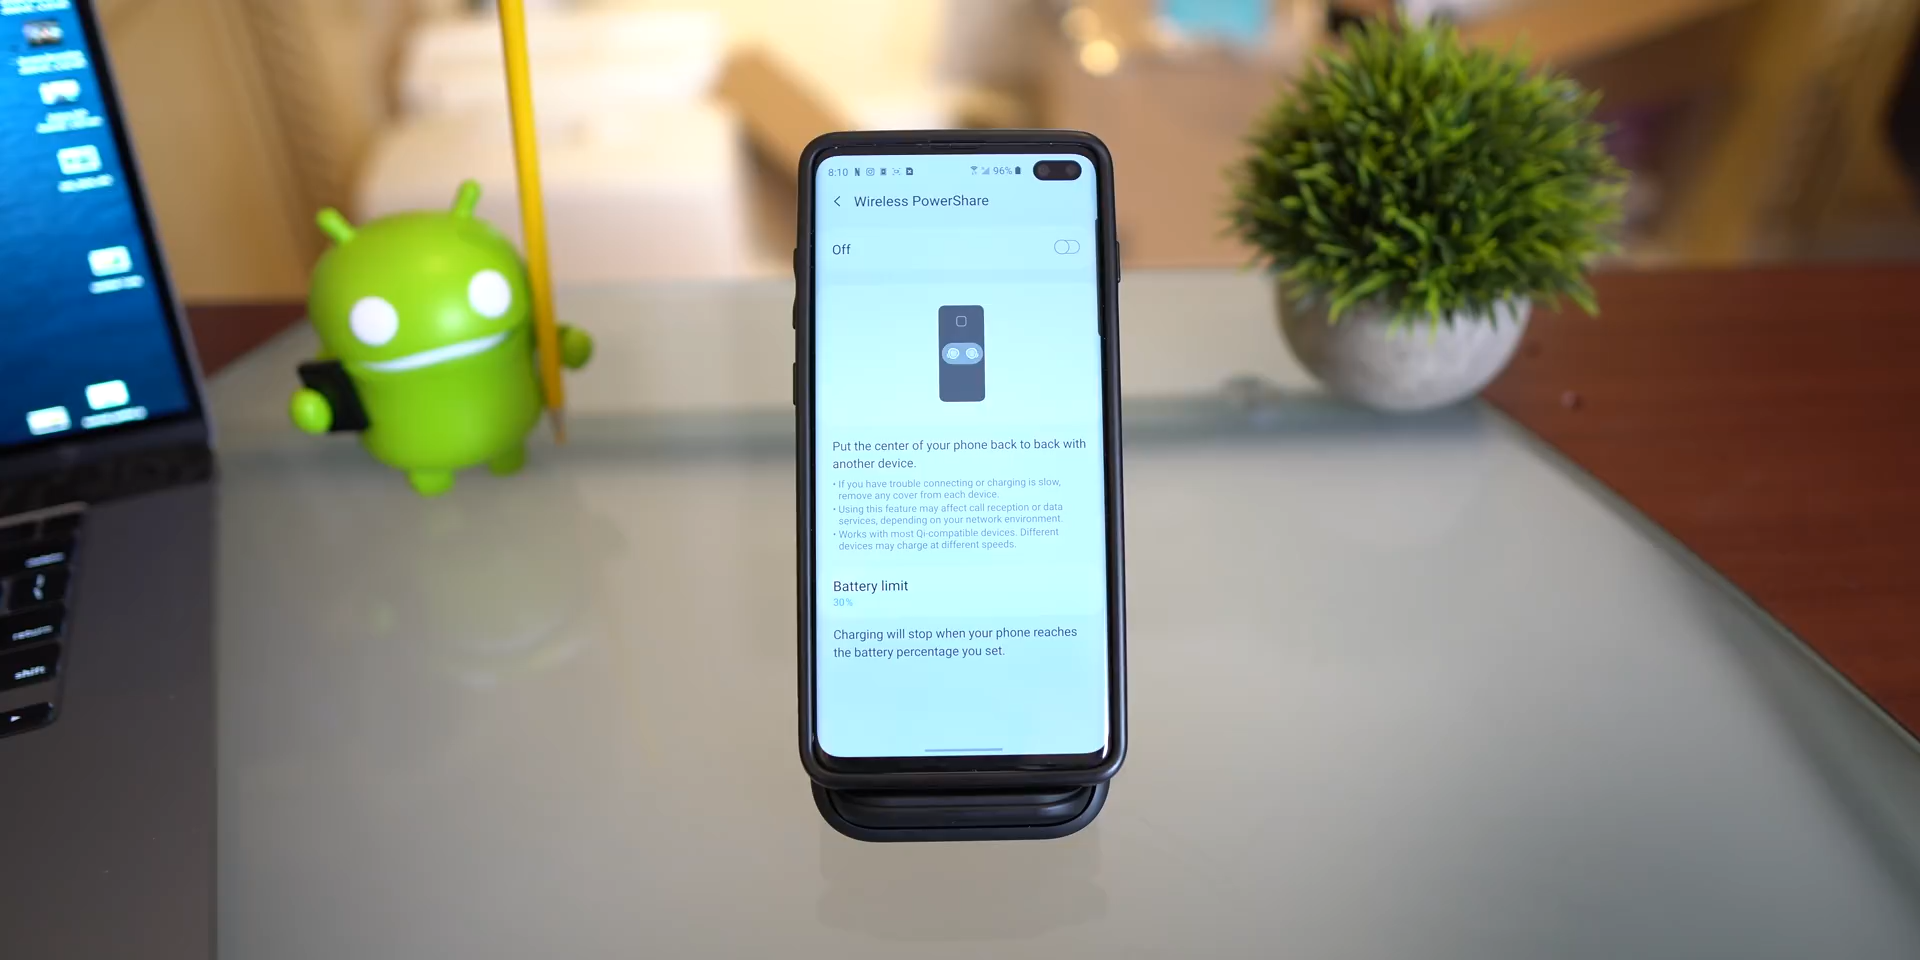 8:10 96%
Wireless PowerShare
Off
Put the center of your phone back to back with
another device.
• If you have trouble connecting or charging is slow,
remove any cover from each device.
• Using this feature may affect call reception or data
services, depending on your network environment.
• Works with most Qi-compatible devices. Different
devices may charge at different speeds.
Battery limit
30%
Charging will stop when your phone reaches
the battery percentage you set.
return
shift